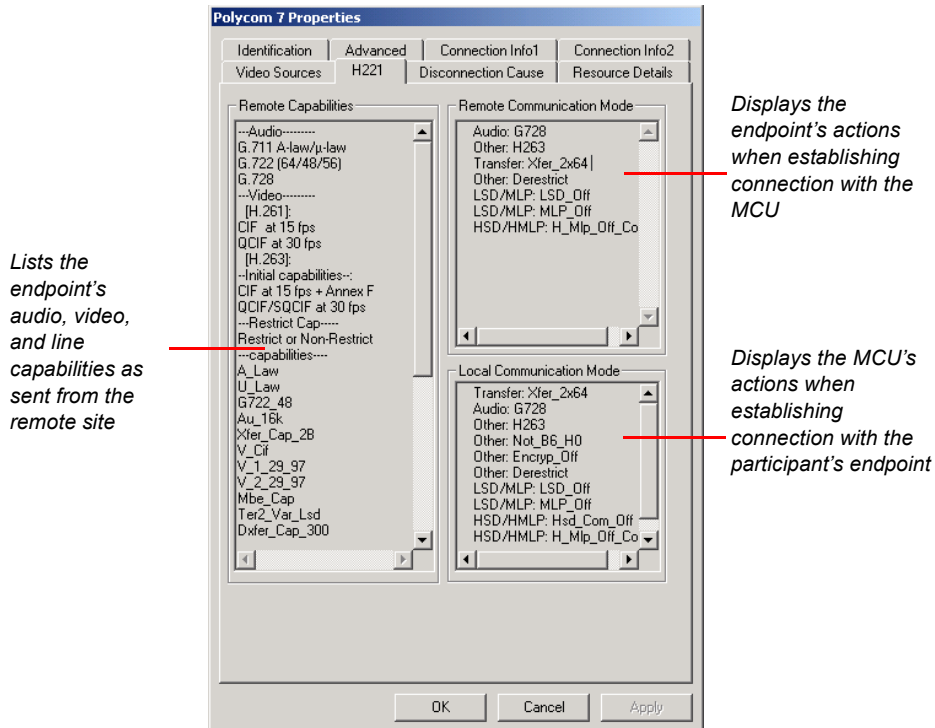 Polycom 7 Properties
Identification
Advanced
Connection Info1
Connection Info2
Video Sources
H221
Disconnection Cause
Resource Details
Remote Capabilities
---Audio---------
G.711 A-law/µ-law
G.722 (64/48/56)
G.728
---Video---------
[H.261]:
CIF at 15 fps
QCIF at 30 fps
[H.263]:
--Initial capabilities--:
CIF at 15 fps + Annex F
QCIF/SQCIF at 30 fps
---Restrict Cap-----
Restrict or Non-Restrict
---capabilities----
A_Law
U_Law
G722_48
Au_16k
Xfer_Cap_2B
V_Cif
V_1_29_97
V_2_29_97
Mbe_Cap
Ter2_Var_Lsd
Dxfer_Cap_300
Remote Communication Mode
Audio: G728
Other: H263
Transfer: Xfer_2x64
Other: Derestrict
LSD/MLP: LSD_Off
LSD/MLP: MLP_Off
HSD/HMLP: H_Mlp_Off_Co
Local Communication Mode
Transfer: Xfer_2x64
Audio: G728
Other: H263
Other: Not_B6_H0
Other: Encryp_Off
Other: Derestrict
LSD/MLP: LSD_Off
LSD/MLP: MLP_Off
HSD/HMLP: Hsd_Com_Off
HSD/HMLP: H_Mlp_Off_Co
OK
Cancel
Apply
Lists the
endpoint's
audio, video,
and line
capabilities as
sent from the
remote site
Displays the
endpoint's actions
when establishing
connection with the
MCU
Displays the MCU's
actions when
establishing
connection with the
participant's endpoint